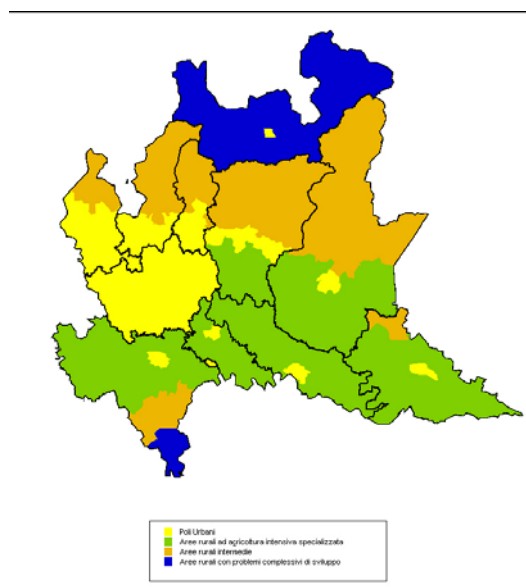 Poli Urbani
Aree rurali ad agricoltura intensiva specializzata
Aree rurali intermedie
Aree rurali con problemi complessivi di sviluppo